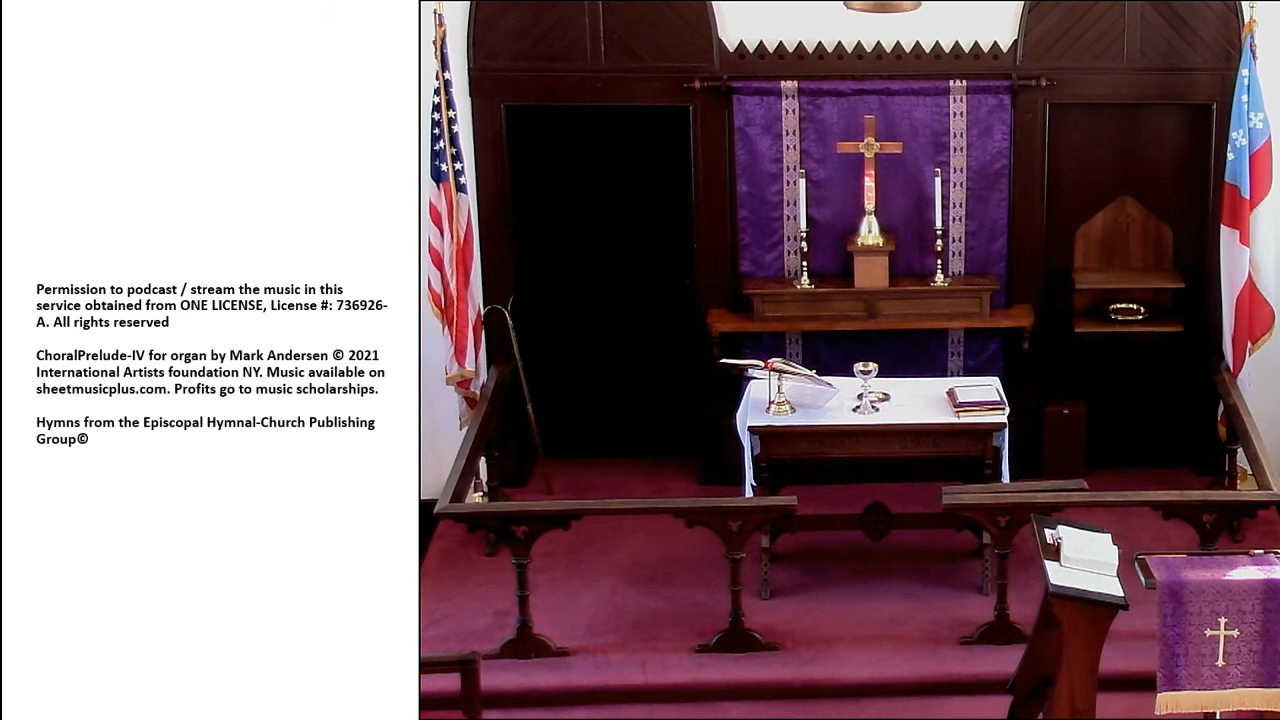 Permission to podcast / stream the music in this
service obtained from ONE LICENSE, License #: 736926-
A. All rights reserved
ChoralPrelude-IV for organ by Mark Andersen © 2021
International Artists foundation NY. Music available on
sheetmusicplus.com. Profits go to music scholarships.
Hymns from the Episcopal Hymnal-Church Publishing
Group©